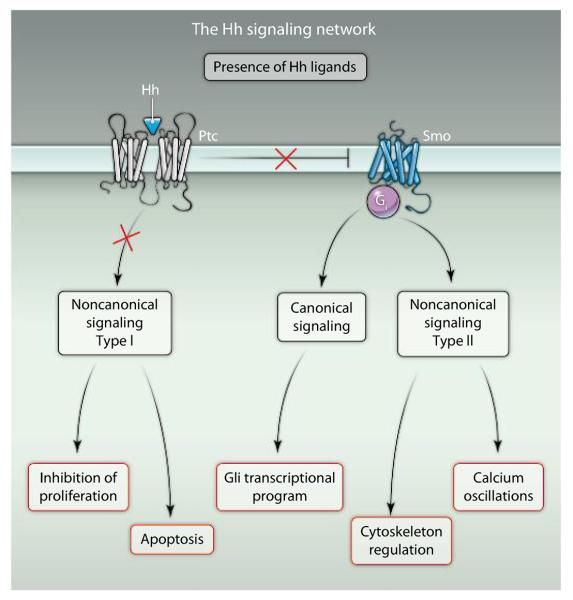 The Hh signaling network
Presence of Hh ligands
Hh
Ptc
Smo
Gi
Noncanonical
signaling
Type I
Canonical
signaling
Noncanonical
signaling
Type II
Inhibition of
proliferation
Apoptosis
Gli transcriptional
program
Cytoskeleton
regulation
Calcium
oscillations